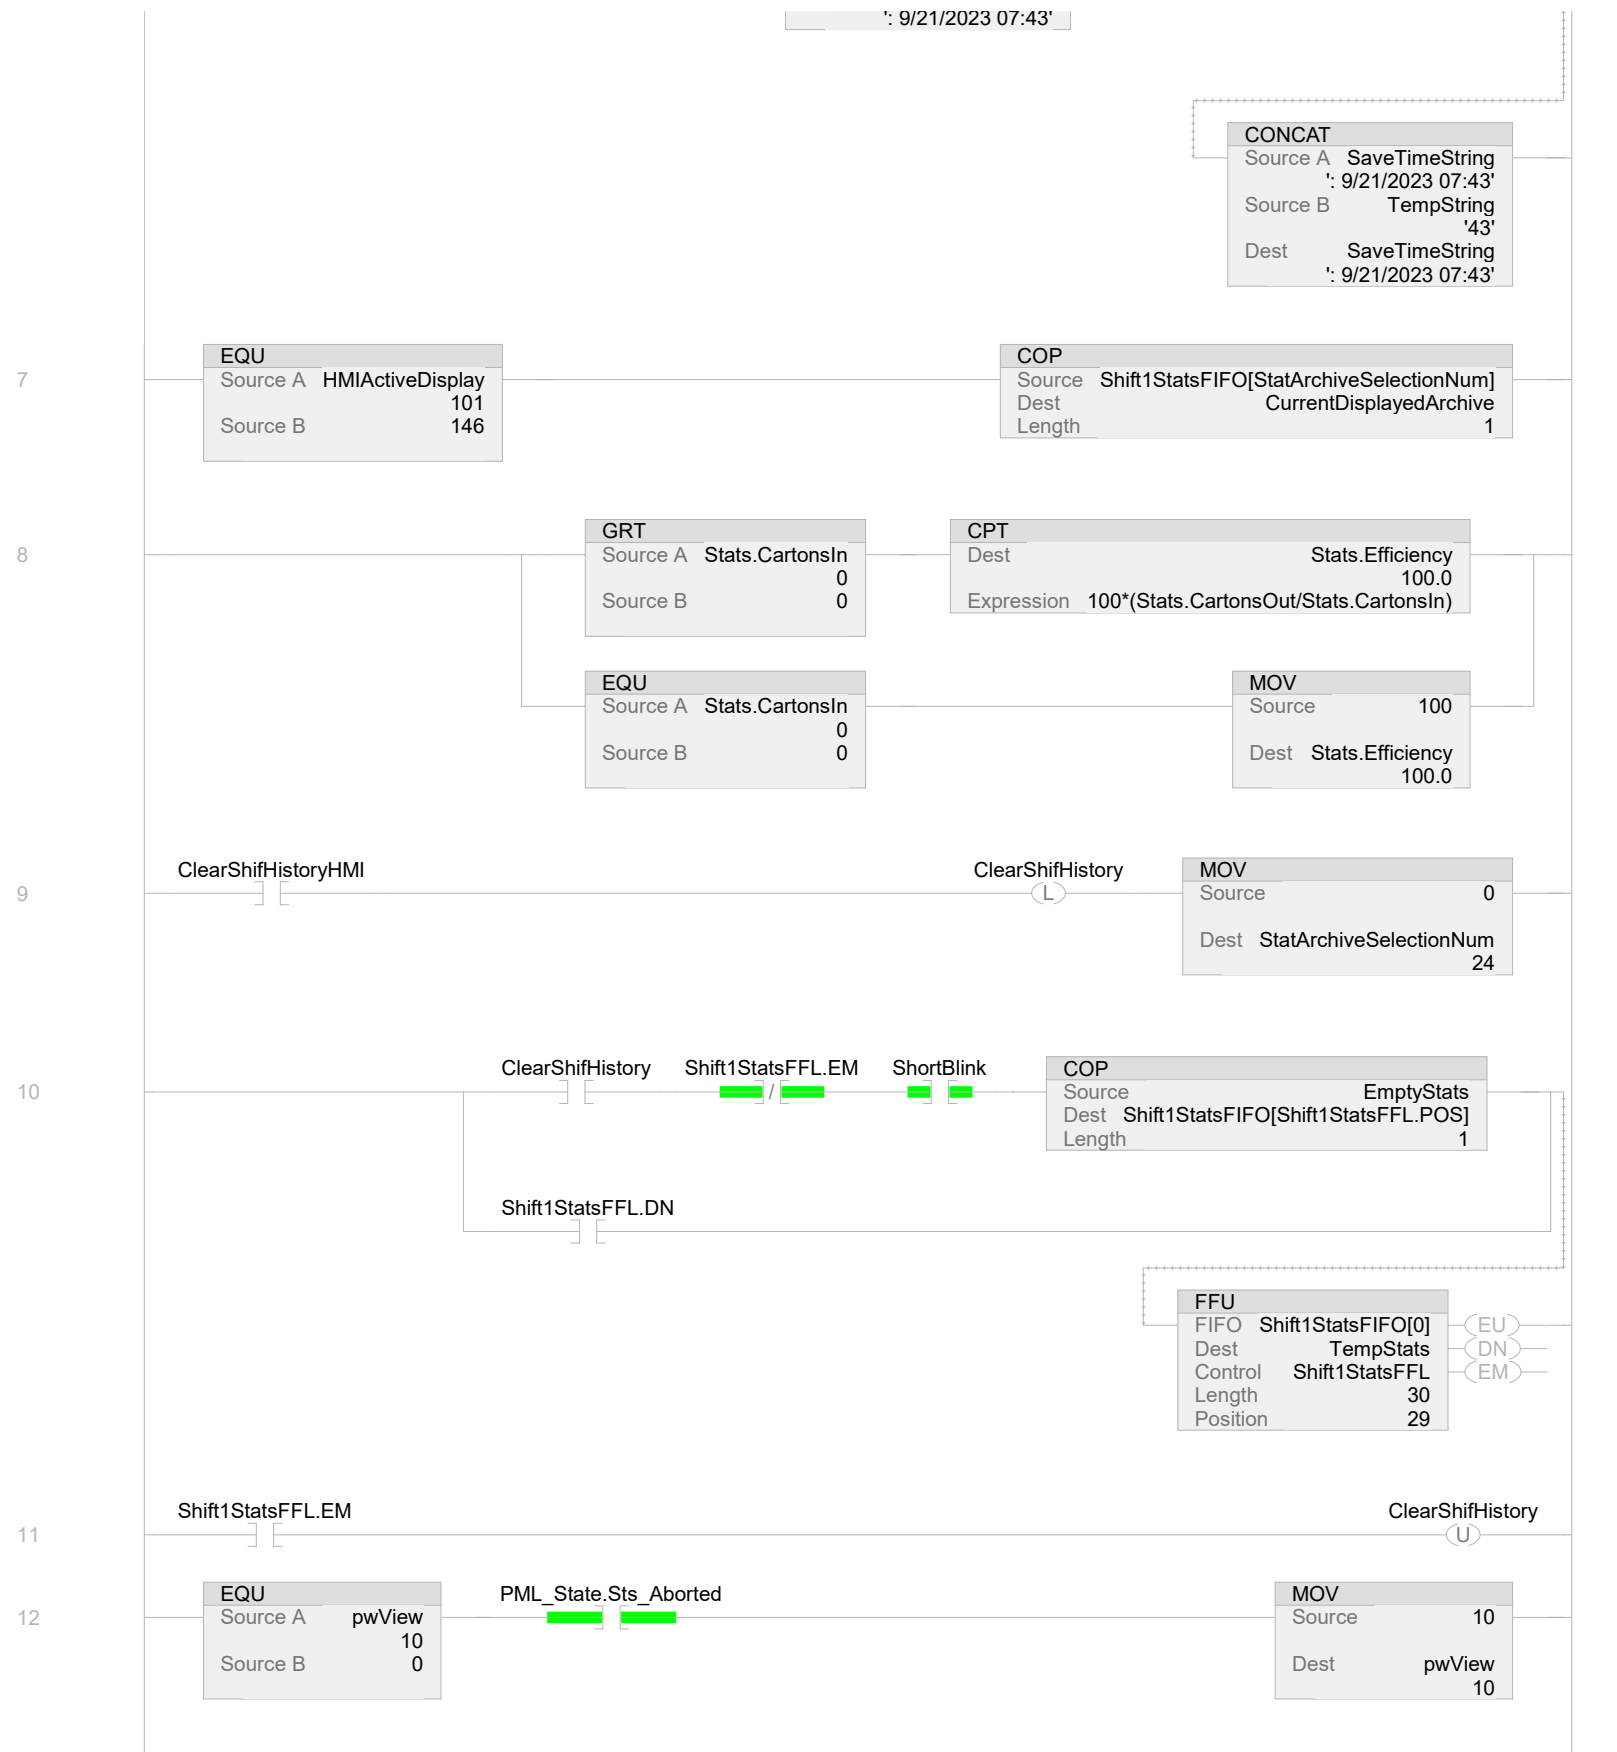 ': 9/21/2023 07:43'
CONCAT
Source A SaveTimeString
': 9/21/2023 07:43'
Source B TempString
'43'
Dest SaveTimeString
': 9/21/2023 07:43'
7
EQU
Source A HMIActiveDisplay
101
Source B 146
COP
Source Shift1StatsFIFO[StatArchiveSelectionNum]
Dest CurrentDisplayedArchive
Length 1
8
GRT
Source A Stats.CartonsIn
0
Source B 0
CPT
Dest Stats.Efficiency
100.0
Expression 100*(Stats.CartonsOut/Stats.CartonsIn)
EQU
Source A Stats.CartonsIn
0
Source B 0
MOV
Source 100
Dest Stats.Efficiency
100.0
9
ClearShifHistoryHMI
ClearShifHistory
L
MOV
Source 0
Dest StatArchiveSelectionNum
24
10
ClearShifHistory
Shift1StatsFFL.EM
/
ShortBlink
COP
Source EmptyStats
Dest Shift1StatsFIFO[Shift1StatsFFL.POS]
Length 1
Shift1StatsFFL.DN
FFU
FIFO Shift1StatsFIFO[0]
Dest TempStats
Control Shift1StatsFFL
Length 30
Position 29
EU
DN
EM
11
Shift1StatsFFL.EM
ClearShifHistory
U
12
EQU
Source A pwView
10
Source B 0
PML_State.Sts_Aborted
MOV
Source 10
Dest pwView
10